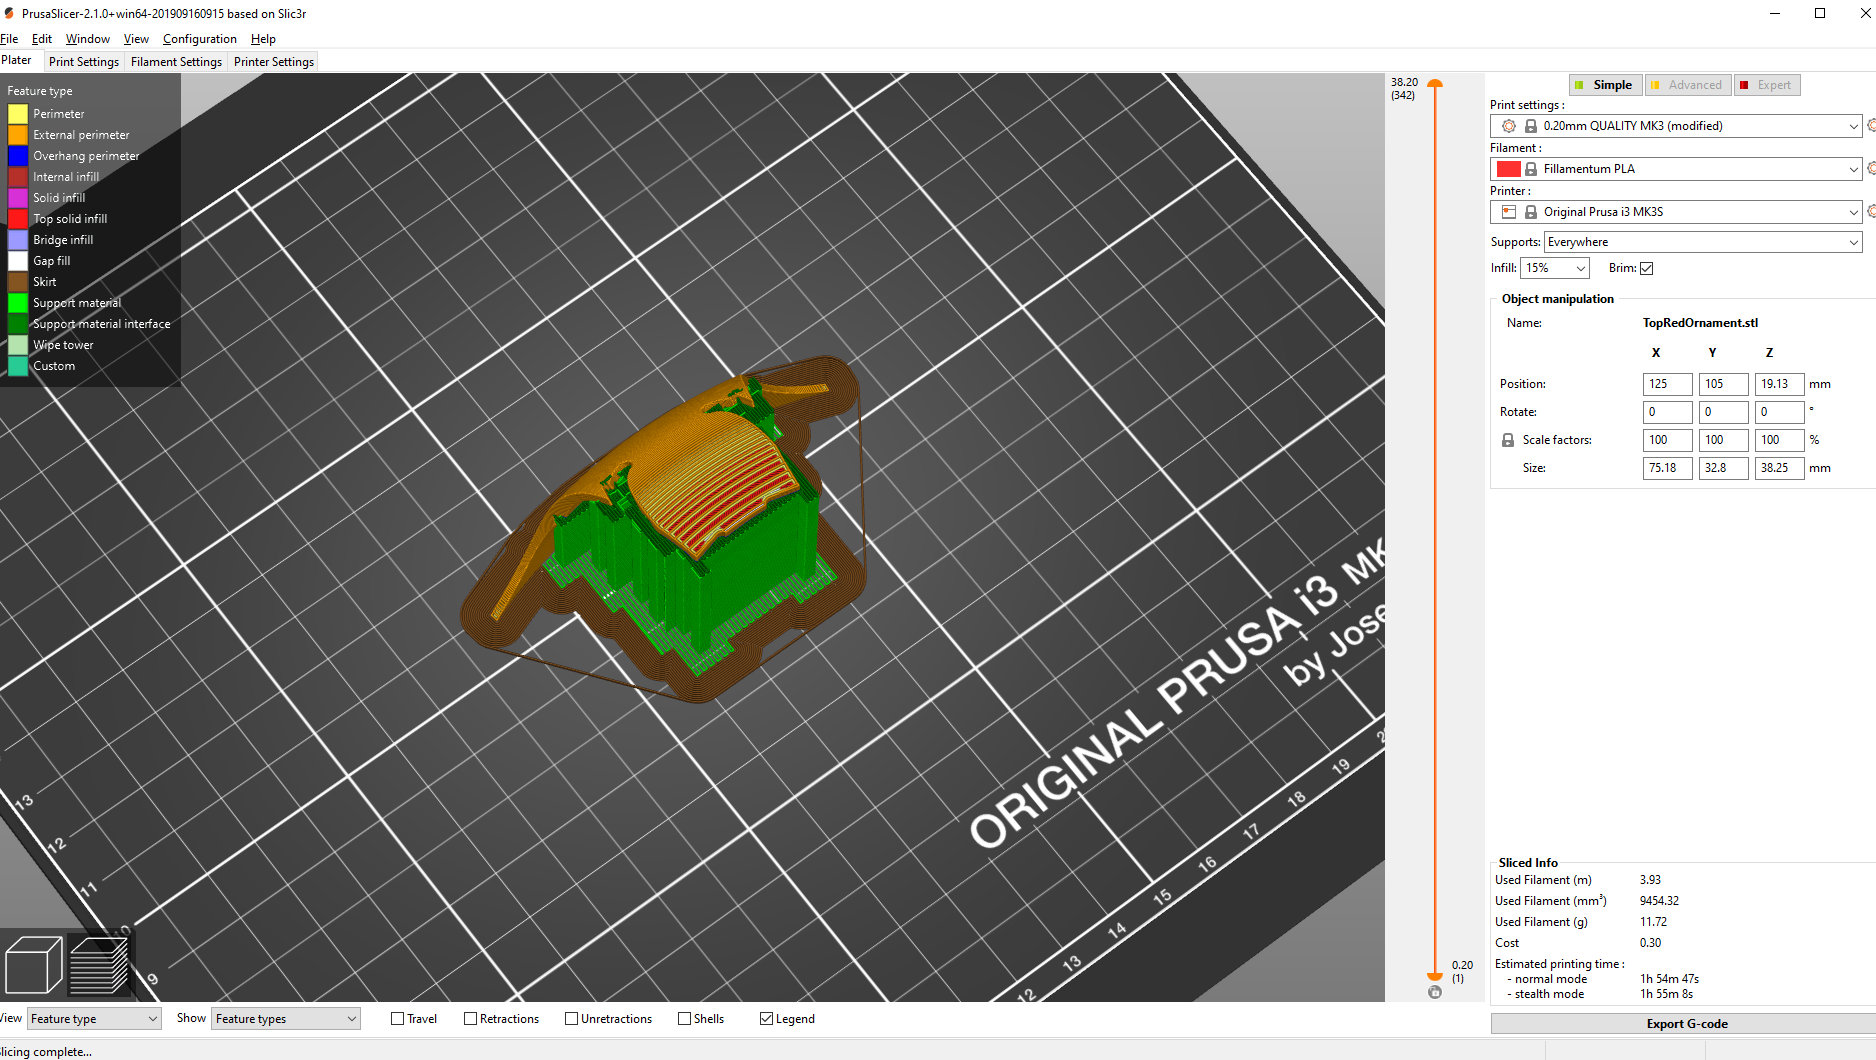 PrusaSlicer-2.1.0+win64-201909160915 based on Slic3r
File Edit Window View Configuration Help
Plater Print Settings Filament Settings Printer Settings
Feature type
Perimeter
External perimeter
Overhang perimeter
Internal infill
Solid infill
Top solid infill
Bridge infill
Gap fill
Skirt
Support material
Support material interface
Wipe tower
Custom
ORIGINAL PRUSA i3 MK
by Jose
13
12
11
10
9
12
13
14
15
16
17
18
19
2
38.20
(342)
0.20
(1)
Simple Advanced Expert
Print settings :
0.20mm QUALITY MK3 (modified)
Filament :
Fillamentum PLA
Printer :
Original Prusa i3 MK3S
Supports: Everywhere
Infill: 15% Brim:
Object manipulation
Name: TopRedOrnament.stl
X Y Z
Position: 125 105 19.13 mm
Rotate: 0 0 0 °
Scale factors: 100 100 100 %
Size: 75.18 32.8 38.25 mm
Sliced Info
Used Filament (m) 3.93
Used Filament (mm³) 9454.32
Used Filament (g) 11.72
Cost 0.30
Estimated printing time :
- normal mode 1h 54m 47s
- stealth mode 1h 55m 8s
Export G-code
View Feature type Show Feature types Travel Retractions Unretractions Shells Legend
Slicing complete...